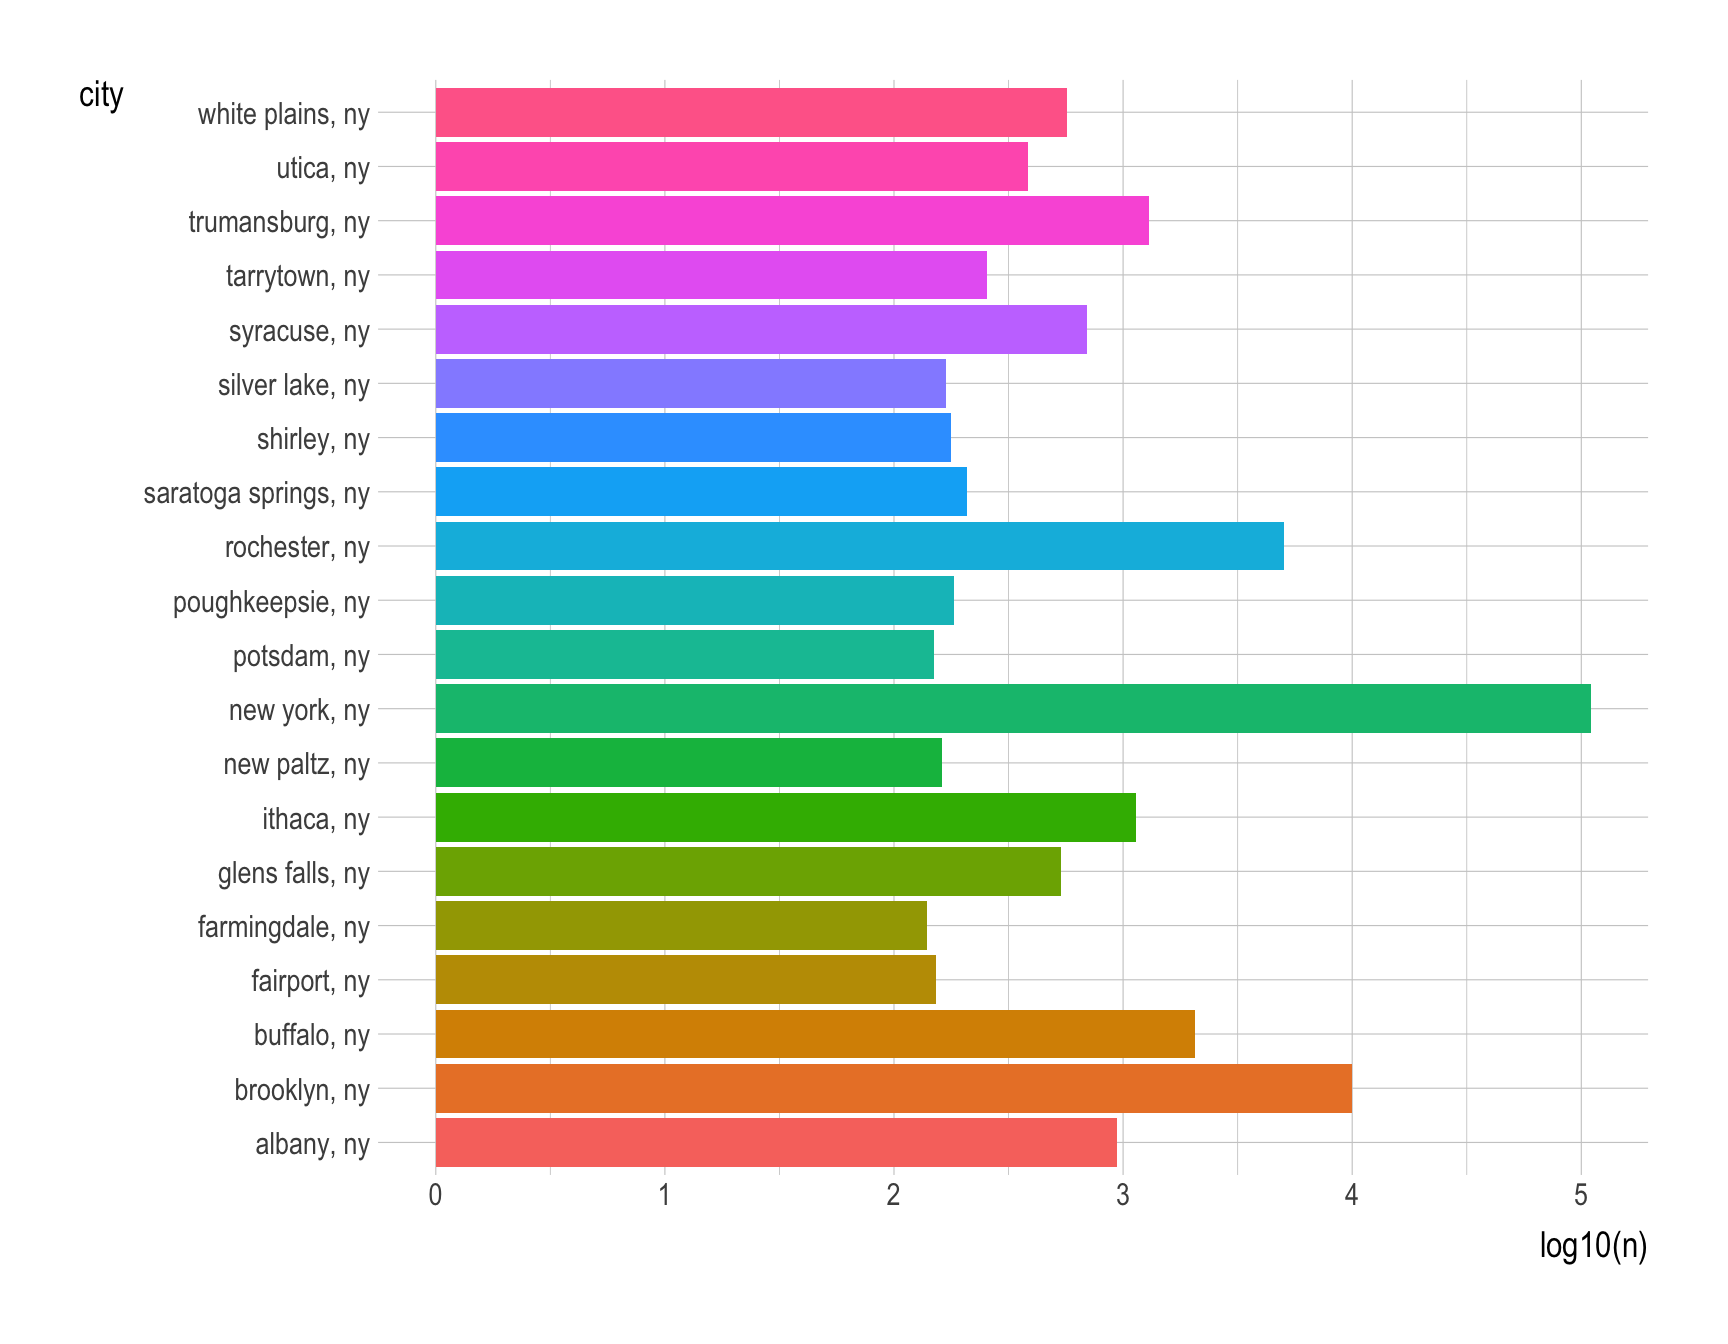 city
white plains, ny
utica, ny
trumansburg, ny
tarrytown, ny
syracuse, ny
silver lake, ny
shirley, ny
saratoga springs, ny
rochester, ny
poughkeepsie, ny
potsdam, ny
new york, ny
new paltz, ny
ithaca, ny
glens falls, ny
farmingdale, ny
fairport, ny
buffalo, ny
brooklyn, ny
albany, ny
0 1 2 3 4 5
log10(n)